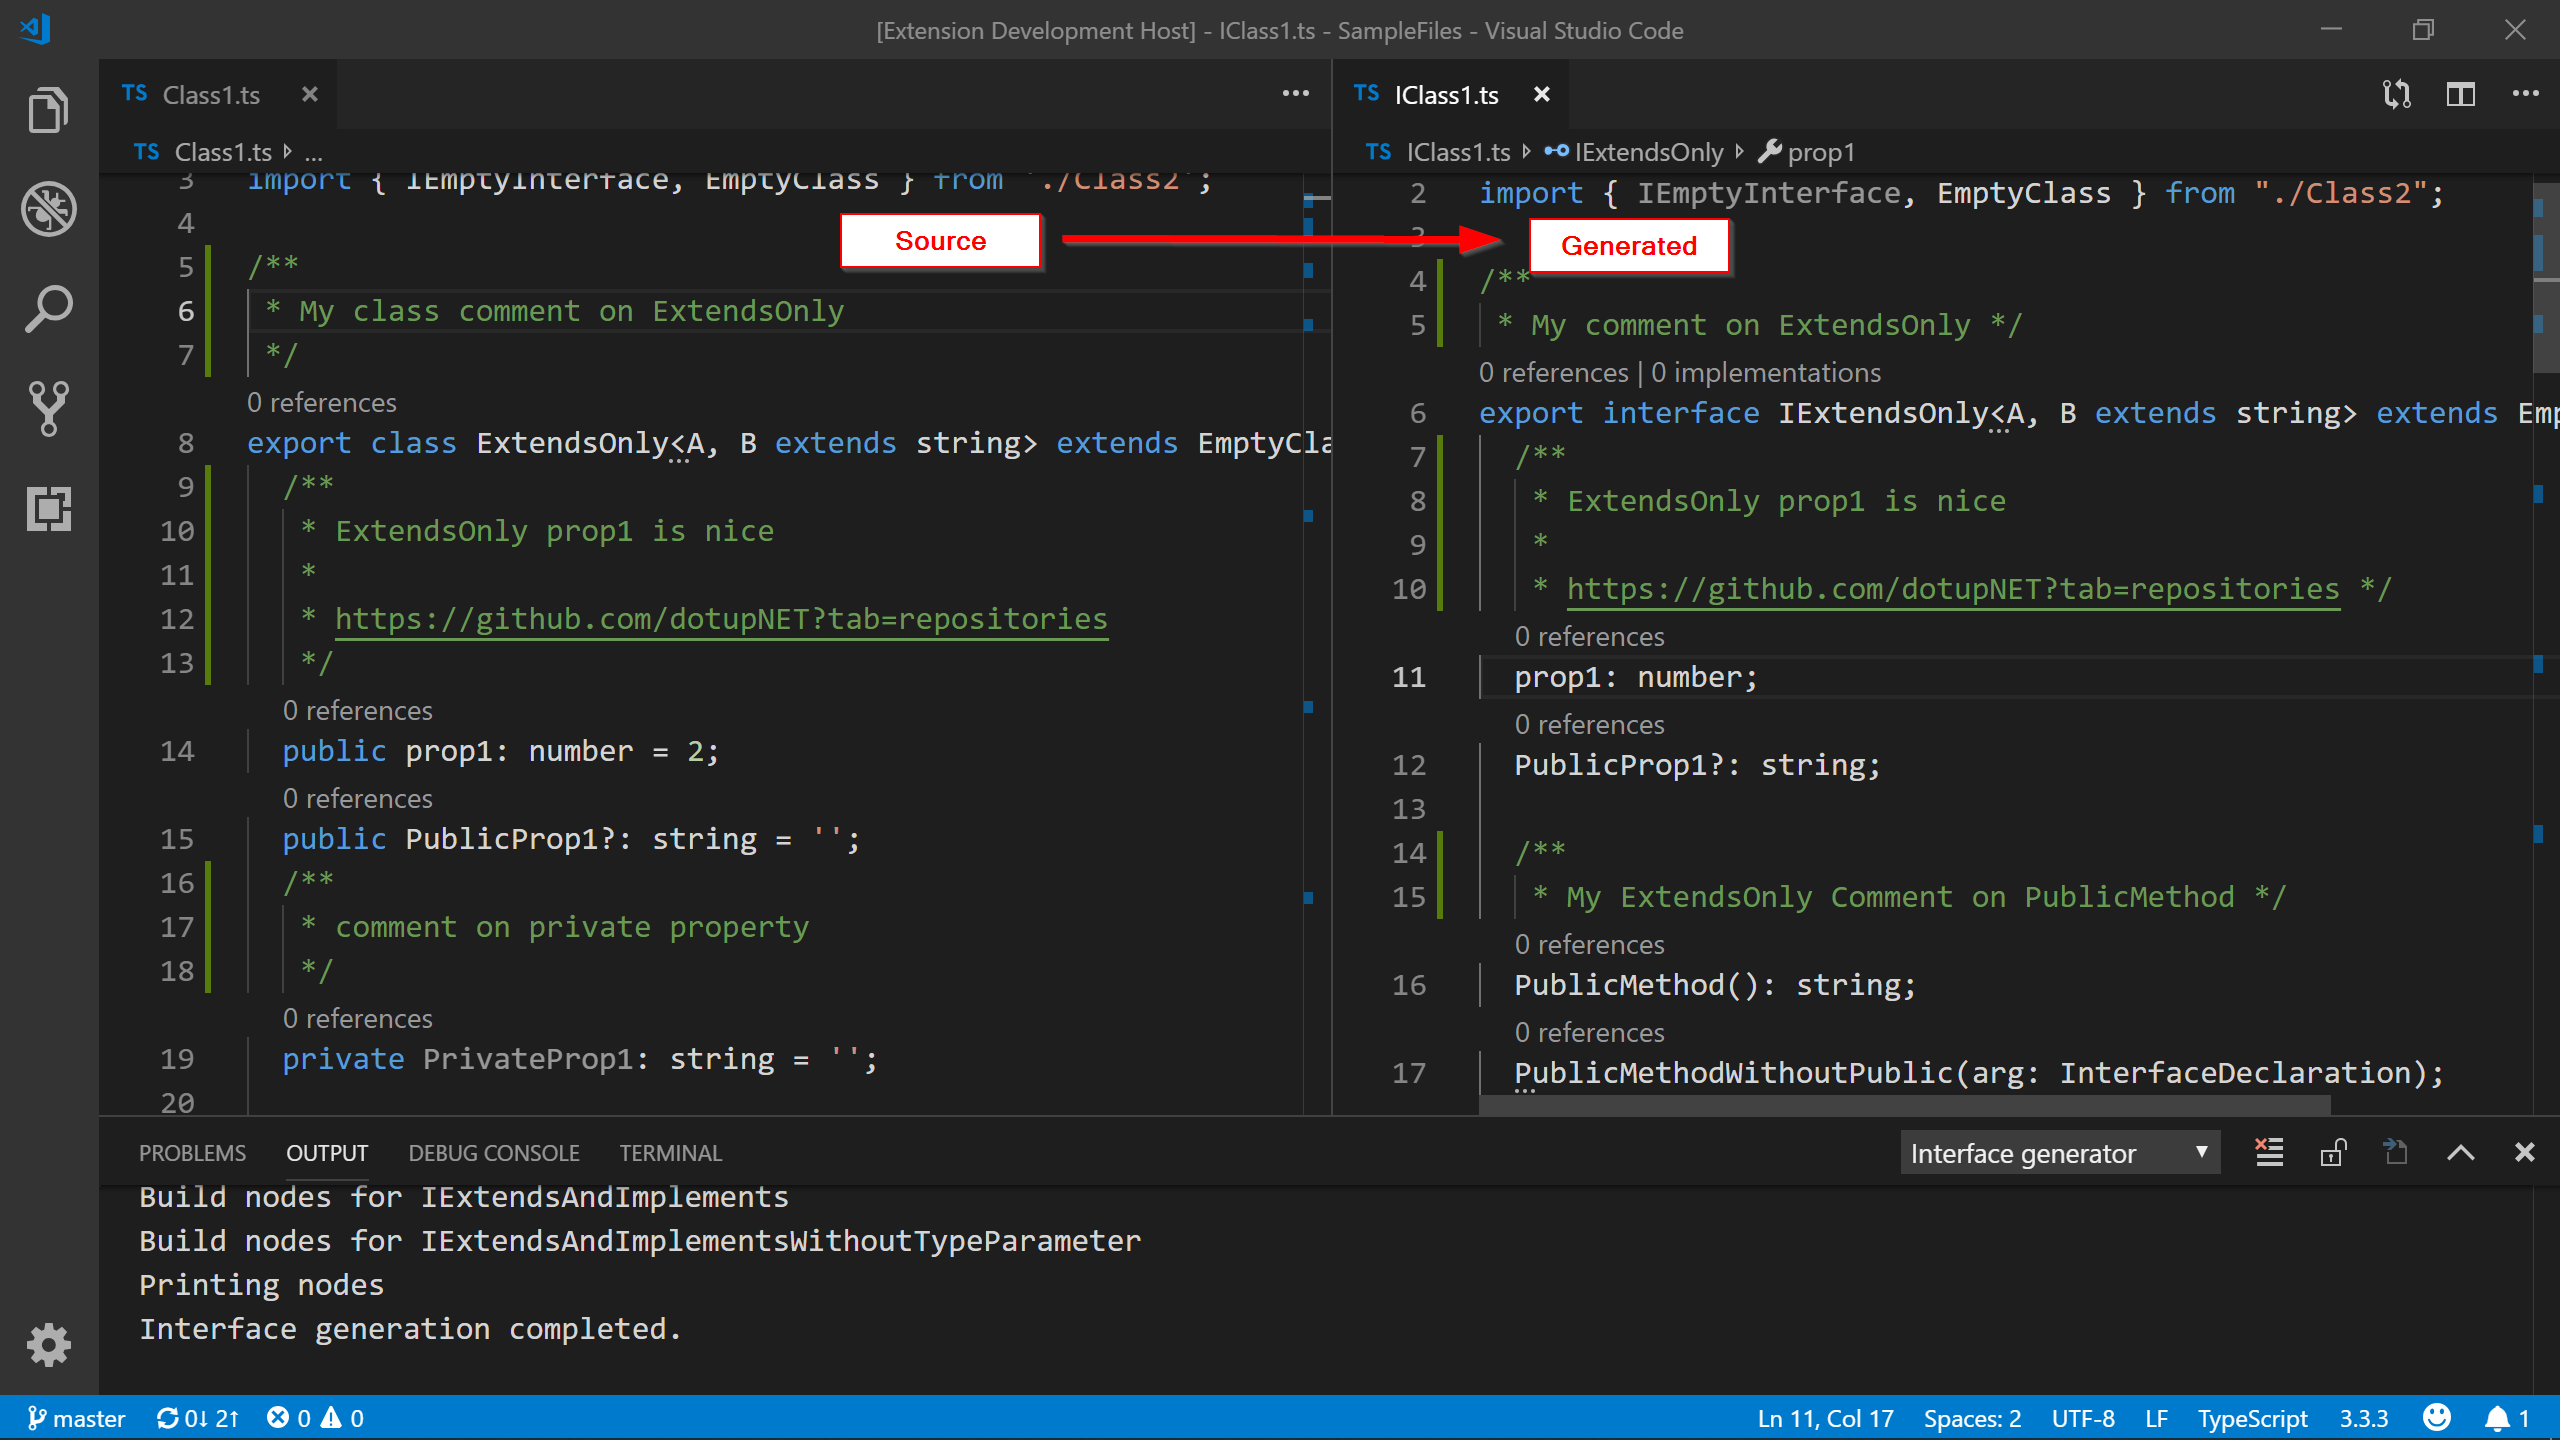 [Extension Development Host] - IClass1.ts - SampleFiles - Visual Studio Code
TS Class1.ts
TS Class1.ts ...
3 import { IEmptyInterface, EmptyClass } from './Class2';
4
Source
5 /**
6 * My class comment on ExtendsOnly
7 */
0 references
8 export class ExtendsOnly<A, B extends string> extends EmptyCla
9 /**
10 * ExtendsOnly prop1 is nice
11 *
12 * https://github.com/dotupNET?tab=repositories
13 */
0 references
14 public prop1: number = 2;
0 references
15 public PublicProp1?: string = '';
16 /**
17 * comment on private property
18 */
0 references
19 private PrivateProp1: string = '';
20
TS IClass1.ts
TS IClass1.ts IExtendsOnly prop1
2 import { IEmptyInterface, EmptyClass } from "./Class2";
3
Generated
4 /**
5 * My comment on ExtendsOnly */
0 references | 0 implementations
6 export interface IExtendsOnly<A, B extends string> extends Emp
7 /**
8 * ExtendsOnly prop1 is nice
9 *
10 * https://github.com/dotupNET?tab=repositories */
0 references
11 prop1: number;
0 references
12 PublicProp1?: string;
13
14 /**
15 * My ExtendsOnly Comment on PublicMethod */
0 references
16 PublicMethod(): string;
0 references
17 PublicMethodWithoutPublic(arg: InterfaceDeclaration);
PROBLEMS OUTPUT DEBUG CONSOLE TERMINAL Interface generator
Build nodes for IExtendsAndImplements
Build nodes for IExtendsAndImplementsWithoutTypeParameter
Printing nodes
Interface generation completed.
master 0↓ 2↑ 0 0 Ln 11, Col 17 Spaces: 2 UTF-8 LF TypeScript 3.3.3 1